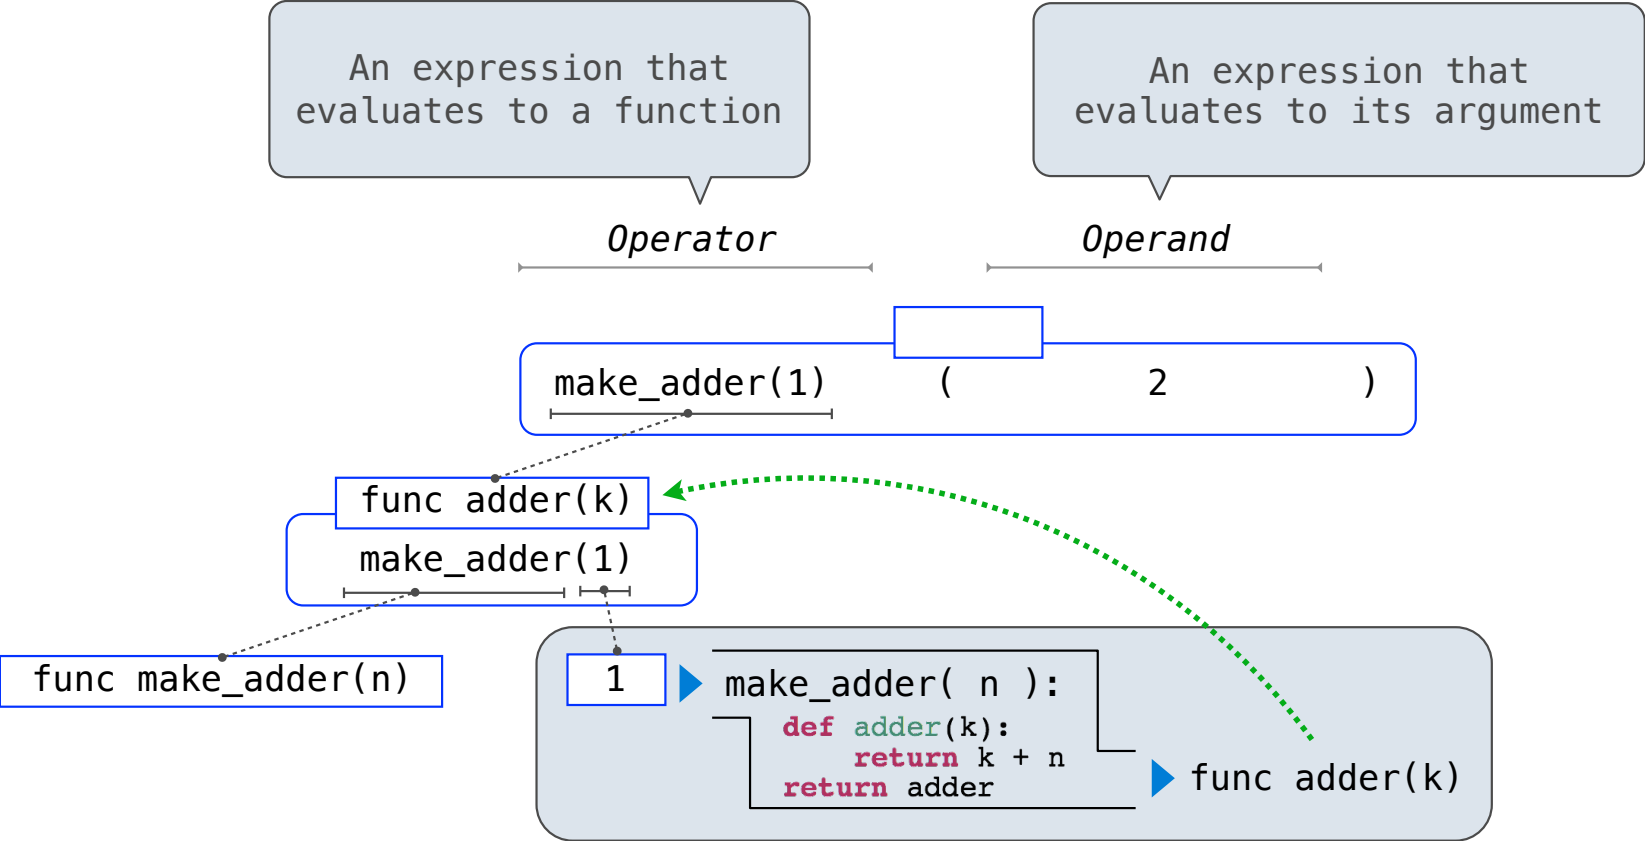 An expression that
evaluates to a function
An expression that
evaluates to its argument
Operator
Operand
make_adder(1) ( 2 )
func adder(k)
make_adder(1)
func make_adder(n)
1
make_adder( n ):
def adder(k):
return k + n
return adder
func adder(k)